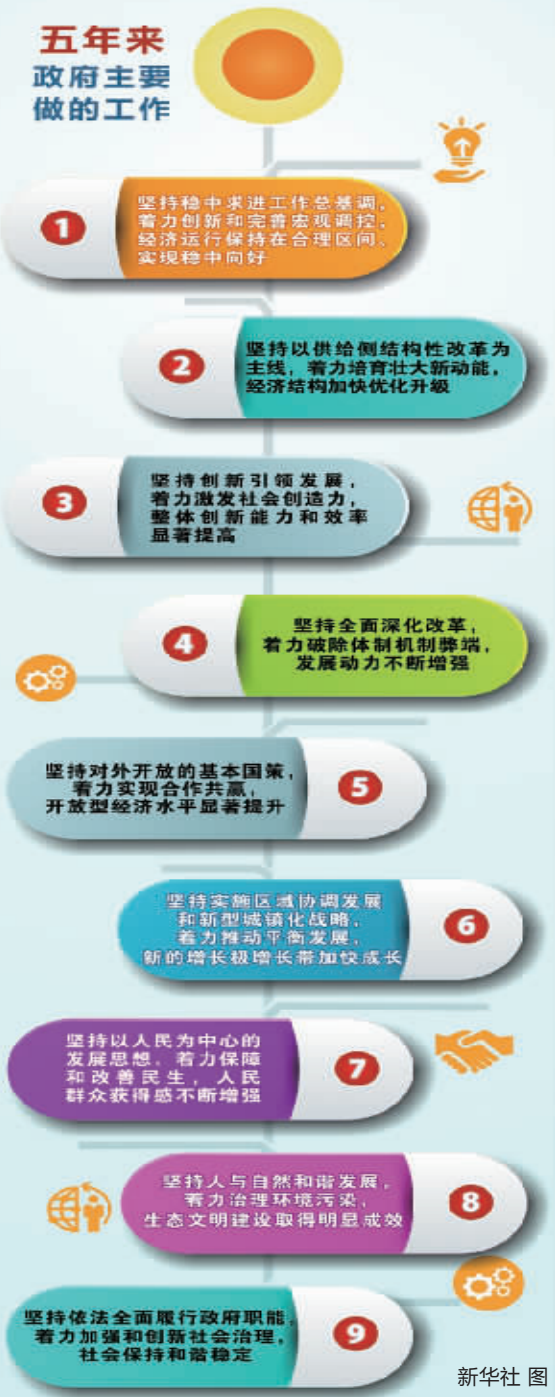 五年来
政府主要
做的工作
1
坚持稳中求进工作总基调，
着力创新和完善宏观调控，
经济运行保持在合理区间、
实现稳中向好
2
坚持以供给侧结构性改革为
主线，着力培育壮大新动能，
经济结构加快优化升级
3
坚持创新引领发展，
着力激发社会创造力，
整体创新能力和效率
显著提高
4
坚持全面深化改革，
着力破除体制机制弊端，
发展动力不断增强
坚持对外开放的基本国策，
着力实现合作共赢，
开放型经济水平显著提升
5
坚持实施区域协调发展
和新型城镇化战略，
着力推动平衡发展，
新的增长极增长带加快成长
6
坚持以人民为中心的
发展思想，着力保障
和改善民生，人民
群众获得感不断增强
7
坚持人与自然和谐发展，
着力治理环境污染，
生态文明建设取得明显成效
8
坚持依法全面履行政府职能，
着力加强和创新社会治理，
社会保持和谐稳定
9
新华社 图